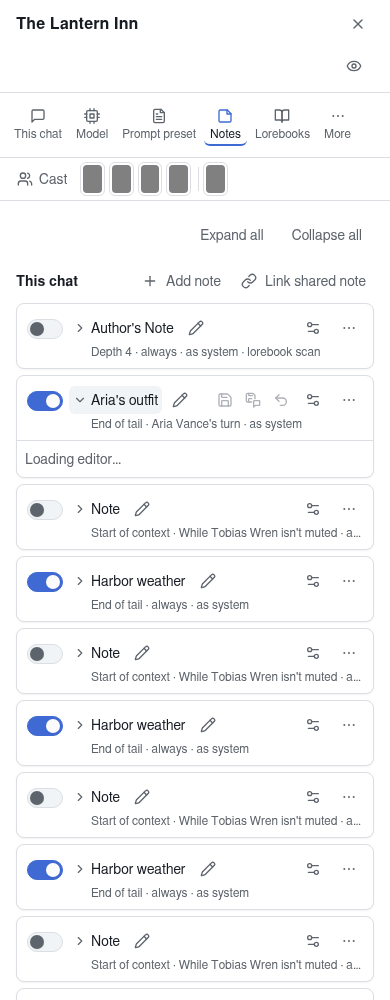 The Lantern Inn
This chat
Model
Prompt preset
Notes
Lorebooks
More
Cast
Expand all
Collapse all
This chat
Add note
Link shared note
Author's Note
Depth 4 · always · as system · lorebook scan
Aria's outfit
End of tail · Aria Vance's turn · as system
Loading editor...
Note
Start of context · While Tobias Wren isn't muted · a...
Harbor weather
End of tail · always · as system
Note
Start of context · While Tobias Wren isn't muted · a...
Harbor weather
End of tail · always · as system
Note
Start of context · While Tobias Wren isn't muted · a...
Harbor weather
End of tail · always · as system
Note
Start of context · While Tobias Wren isn't muted · a...